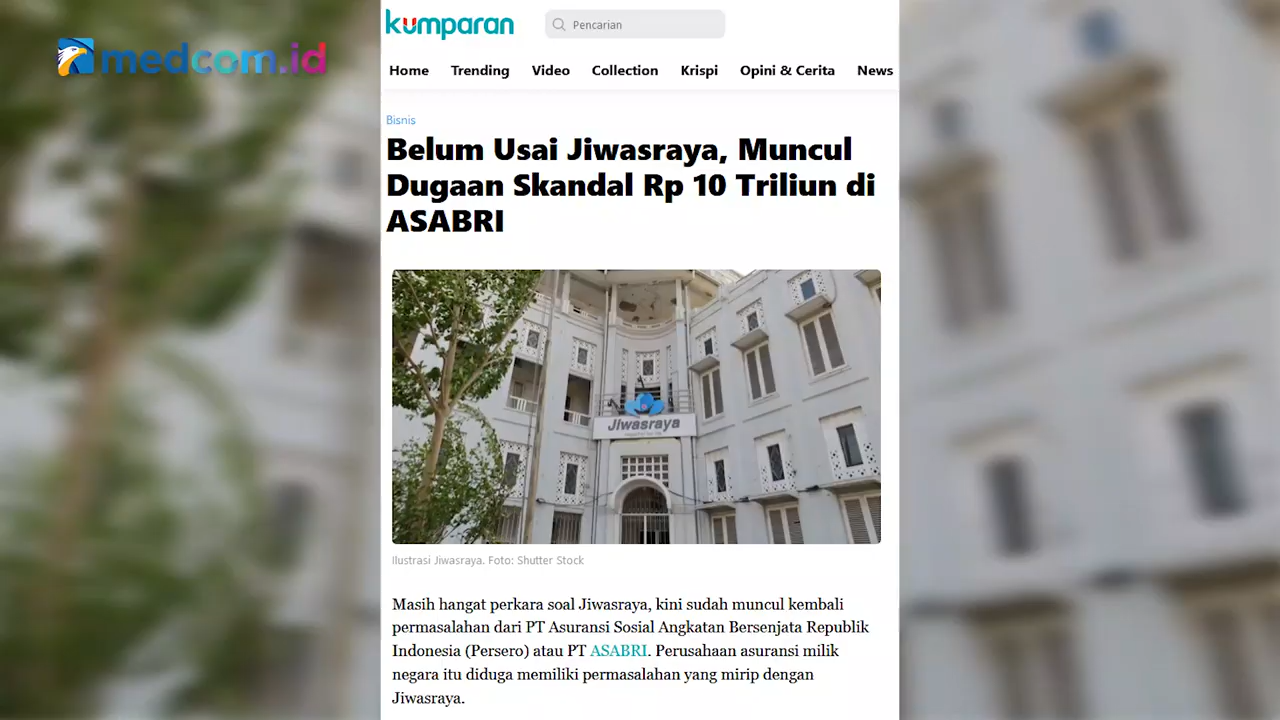 kumparan
Pencarian
medcom.id
Home Trending Video Collection Krispi Opini & Cerita News
Bisnis
Belum Usai Jiwasraya, Muncul
Dugaan Skandal Rp 10 Triliun di
ASABRI
Jiwasraya
Ilustrasi Jiwasraya. Foto: Shutter Stock
Masih hangat perkara soal Jiwasraya, kini sudah muncul kembali
permasalahan dari PT Asuransi Sosial Angkatan Bersenjata Republik
Indonesia (Persero) atau PT ASABRI. Perusahaan asuransi milik
negara itu diduga memiliki permasalahan yang mirip dengan
Jiwasraya.